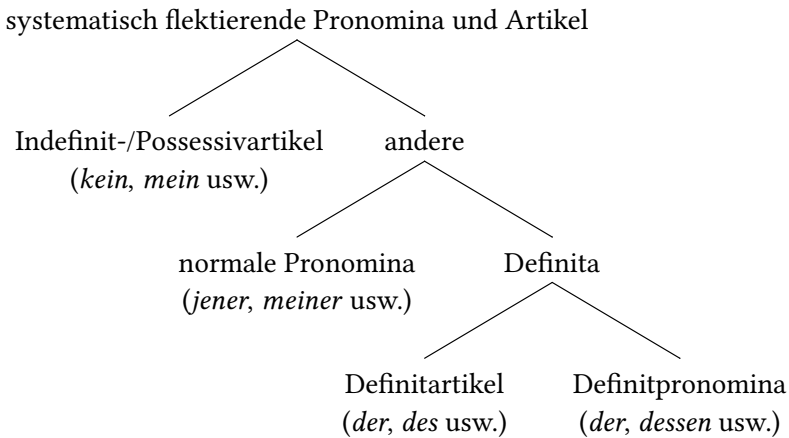 systematisch flektierende Pronomina und Artikel
Indefinit-/Possessivartikel
(kein, mein usw.)
andere
normale Pronomina
(jener, meiner usw.)
Definita
Definitartikel
(der, des usw.)
Definitpronomina
(der, dessen usw.)